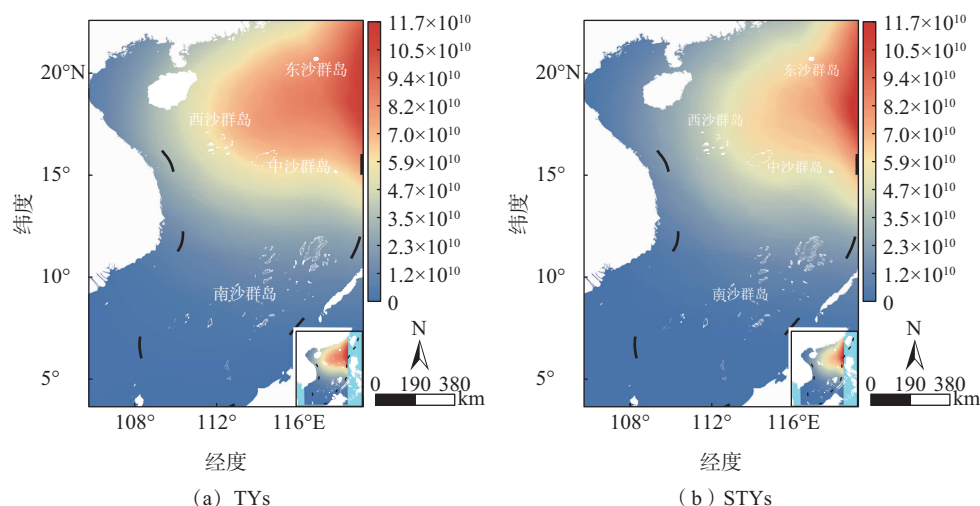 11.7×10¹⁰
10.5×10¹⁰
9.4×10¹⁰
8.2×10¹⁰
7.0×10¹⁰
5.9×10¹⁰
4.7×10¹⁰
3.5×10¹⁰
2.3×10¹⁰
1.2×10¹⁰
0
20°N
15°
10°
5°
纬度
东沙群岛
西沙群岛
中沙群岛
南沙群岛
N
0 190 380
km
108° 112° 116°E
经度
(a) TYs
11.7×10¹⁰
10.5×10¹⁰
9.4×10¹⁰
8.2×10¹⁰
7.0×10¹⁰
5.9×10¹⁰
4.7×10¹⁰
3.5×10¹⁰
2.3×10¹⁰
1.2×10¹⁰
0
20°N
15°
10°
5°
纬度
东沙群岛
西沙群岛
中沙群岛
南沙群岛
N
0 190 380
km
108° 112° 116°E
经度
(b) STYs